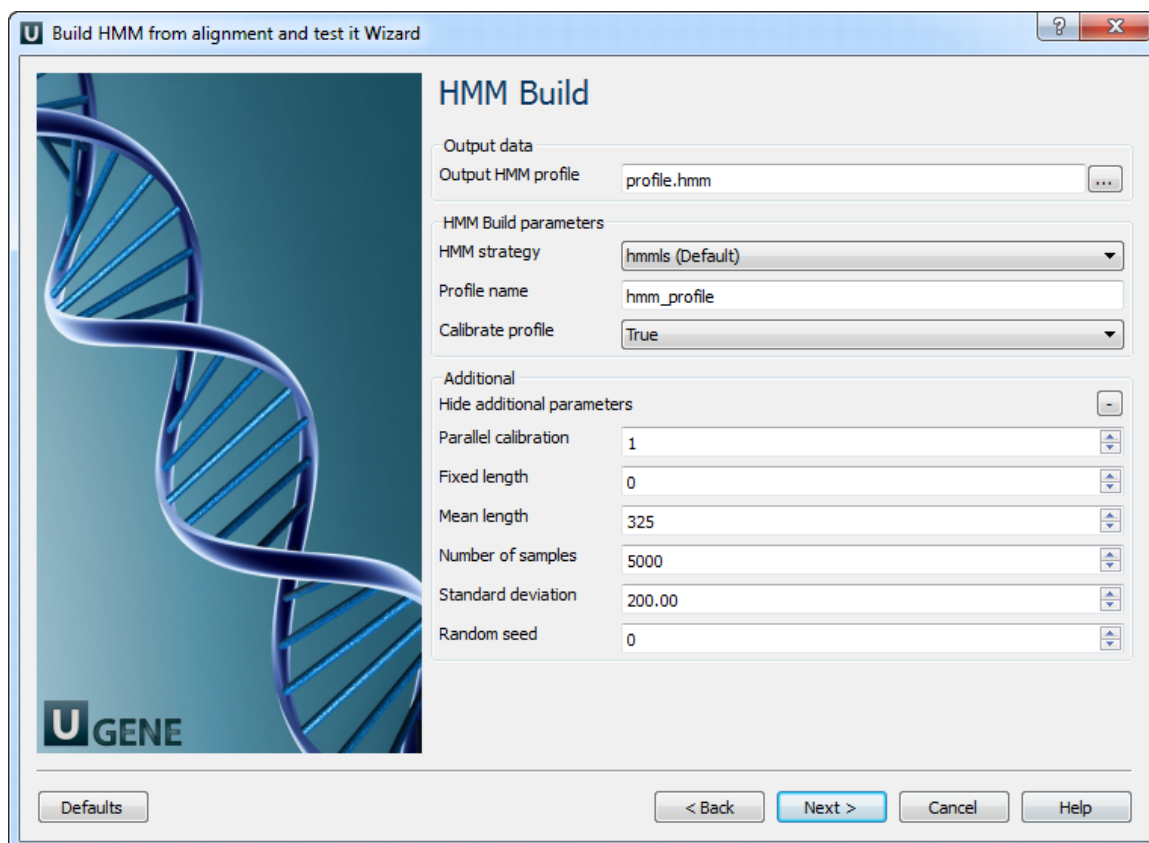 U Build HMM from alignment and test it Wizard
HMM Build
Output data
Output HMM profile profile.hmm ...
HMM Build parameters
HMM strategy hmmls (Default)
Profile name hmm_profile
Calibrate profile True
Additional
Hide additional parameters -
Parallel calibration 1
Fixed length 0
Mean length 325
Number of samples 5000
Standard deviation 200.00
Random seed 0
U GENE
Defaults < Back Next > Cancel Help